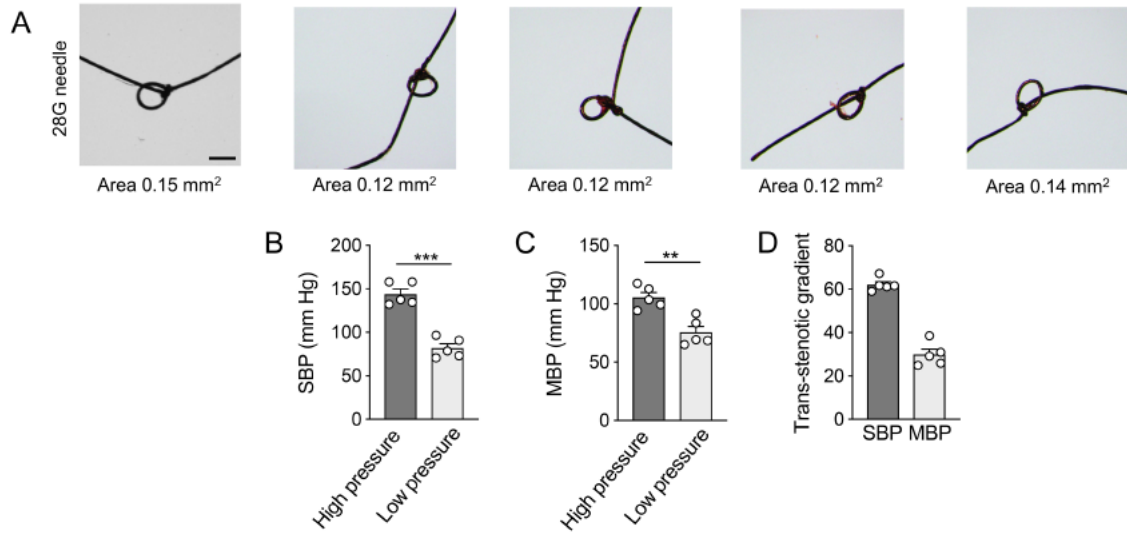 A
28G needle
Area 0.15 mm²
Area 0.12 mm²
Area 0.12 mm²
Area 0.12 mm²
Area 0.14 mm²
B
SBP (mm Hg)
200
150
100
50
0
***
High pressure
Low pressure
C
MBP (mm Hg)
150
100
50
0
**
High pressure
Low pressure
D
Trans-stenotic gradient
80
60
40
20
0
SBP MBP